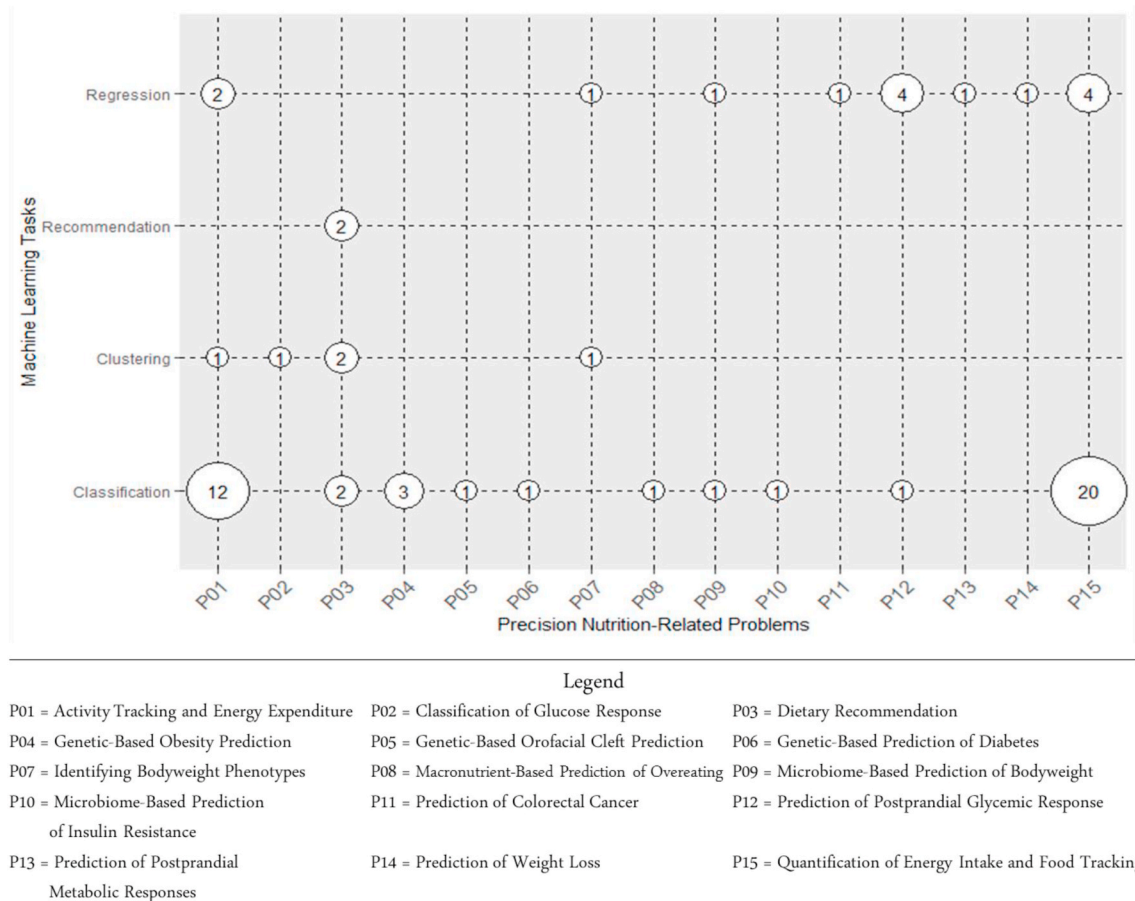 Machine Learning Tasks
Regression 2 1 1 1 4 1 1 4
Recommendation 2
Clustering 1 1 2 1
Classification 12 2 3 1 1 1 1 1 1 20
P01 P02 P03 P04 P05 P06 P07 P08 P09 P10 P11 P12 P13 P14 P15
Precision Nutrition-Related Problems
Legend
P01 = Activity Tracking and Energy Expenditure P02 = Classification of Glucose Response P03 = Dietary Recommendation
P04 = Genetic-Based Obesity Prediction P05 = Genetic-Based Orofacial Cleft Prediction P06 = Genetic-Based Prediction of Diabetes
P07 = Identifying Bodyweight Phenotypes P08 = Macronutrient-Based Prediction of Overeating P09 = Microbiome-Based Prediction of Bodyweight
P10 = Microbiome-Based Prediction P11 = Prediction of Colorectal Cancer P12 = Prediction of Postprandial Glycemic Response
of Insulin Resistance
P13 = Prediction of Postprandial P14 = Prediction of Weight Loss P15 = Quantification of Energy Intake and Food Trackin
Metabolic Responses